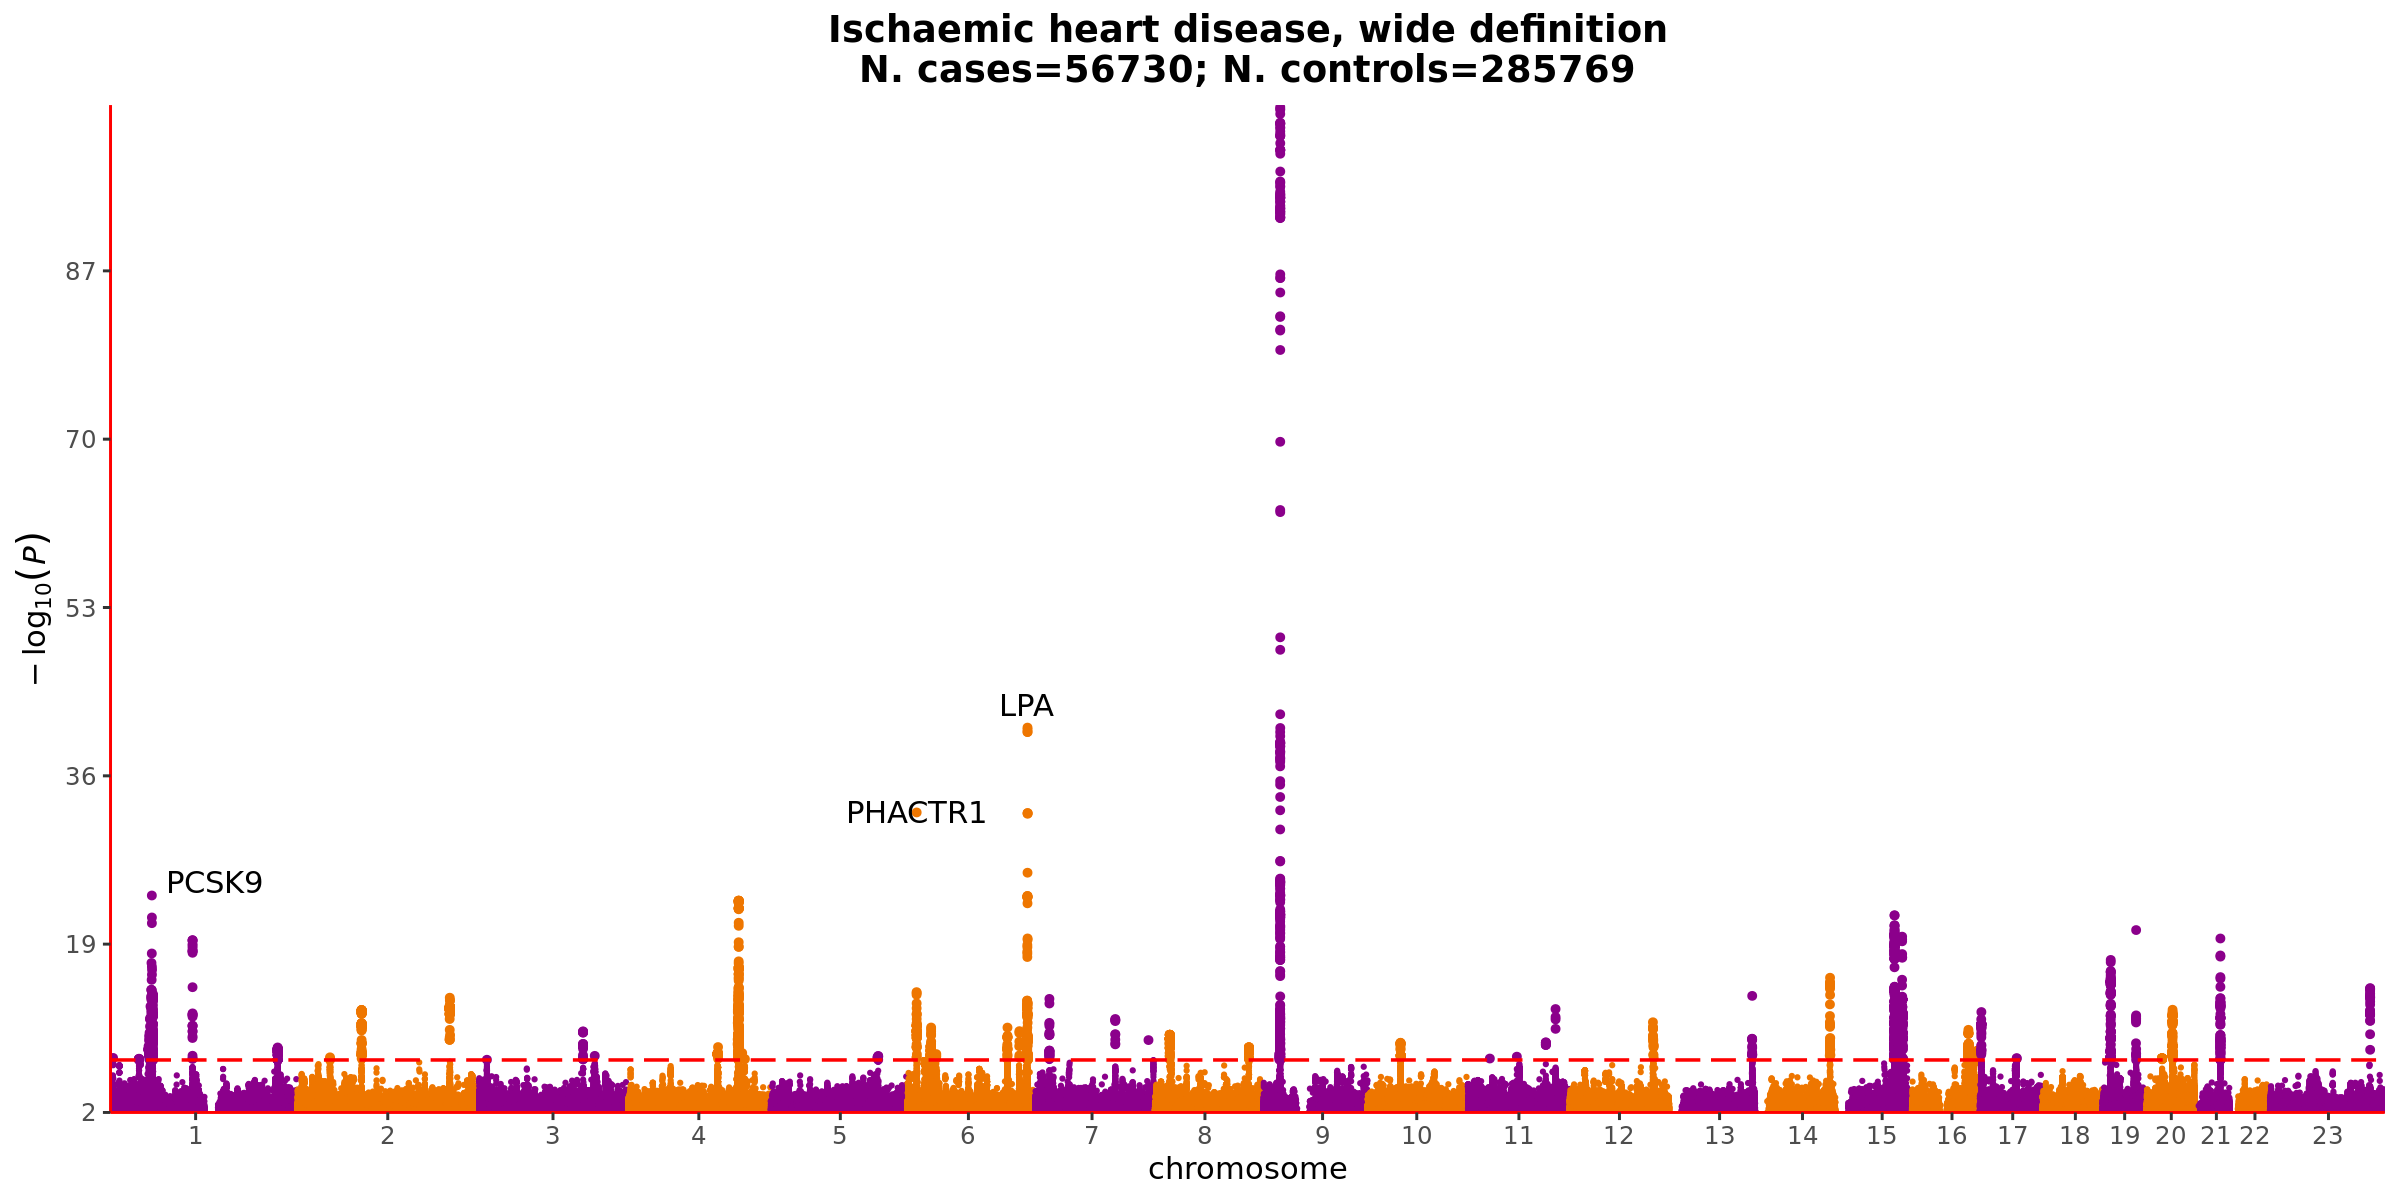 Ischaemic heart disease, wide definition
N. cases=56730; N. controls=285769
87
70
53
36
19
2
−log10(P)
LPA
PHACTR1
PCSK9
1 2 3 4 5 6 7 8 9 10 11 12 13 14 15 16 17 18 19 20 21 22 23
chromosome